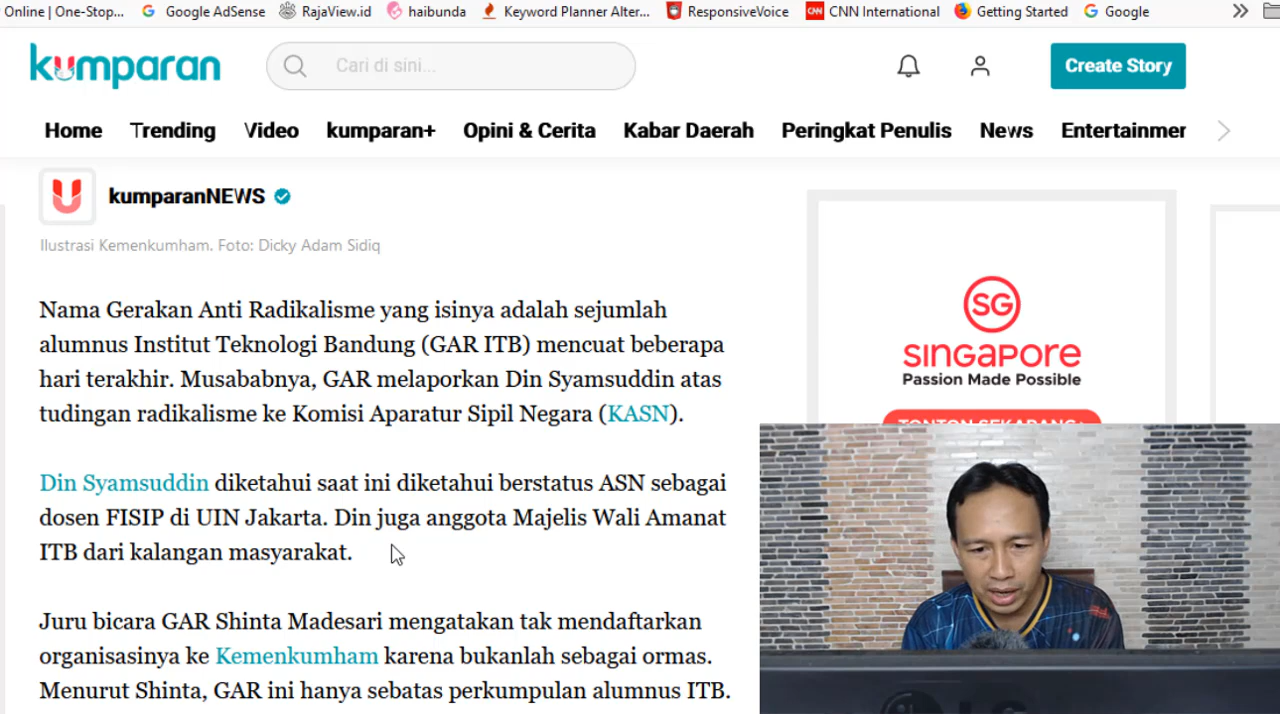 Online | One-Stop...
Google AdSense
RajaView.id
haibunda
Keyword Planner Alter...
ResponsiveVoice
CNN CNN International
Getting Started
Google
kumparan
Cari di sini...
Create Story
Home
Trending
Video
kumparan+
Opini & Cerita
Kabar Daerah
Peringkat Penulis
News
Entertainmen
kumparanNEWS
Ilustrasi Kemenkumham. Foto: Dicky Adam Sidiq
Nama Gerakan Anti Radikalisme yang isinya adalah sejumlah
alumnus Institut Teknologi Bandung (GAR ITB) mencuat beberapa
hari terakhir. Musababnya, GAR melaporkan Din Syamsuddin atas
tudingan radikalisme ke Komisi Aparatur Sipil Negara (KASN).
Din Syamsuddin diketahui saat ini diketahui berstatus ASN sebagai
dosen FISIP di UIN Jakarta. Din juga anggota Majelis Wali Amanat
ITB dari kalangan masyarakat.
Juru bicara GAR Shinta Madesari mengatakan tak mendaftarkan
organisasinya ke Kemenkumham karena bukanlah sebagai ormas.
Menurut Shinta, GAR ini hanya sebatas perkumpulan alumnus ITB.
SG
SINGAPORE
Passion Made Possible
TONTON SEKARANG
LG